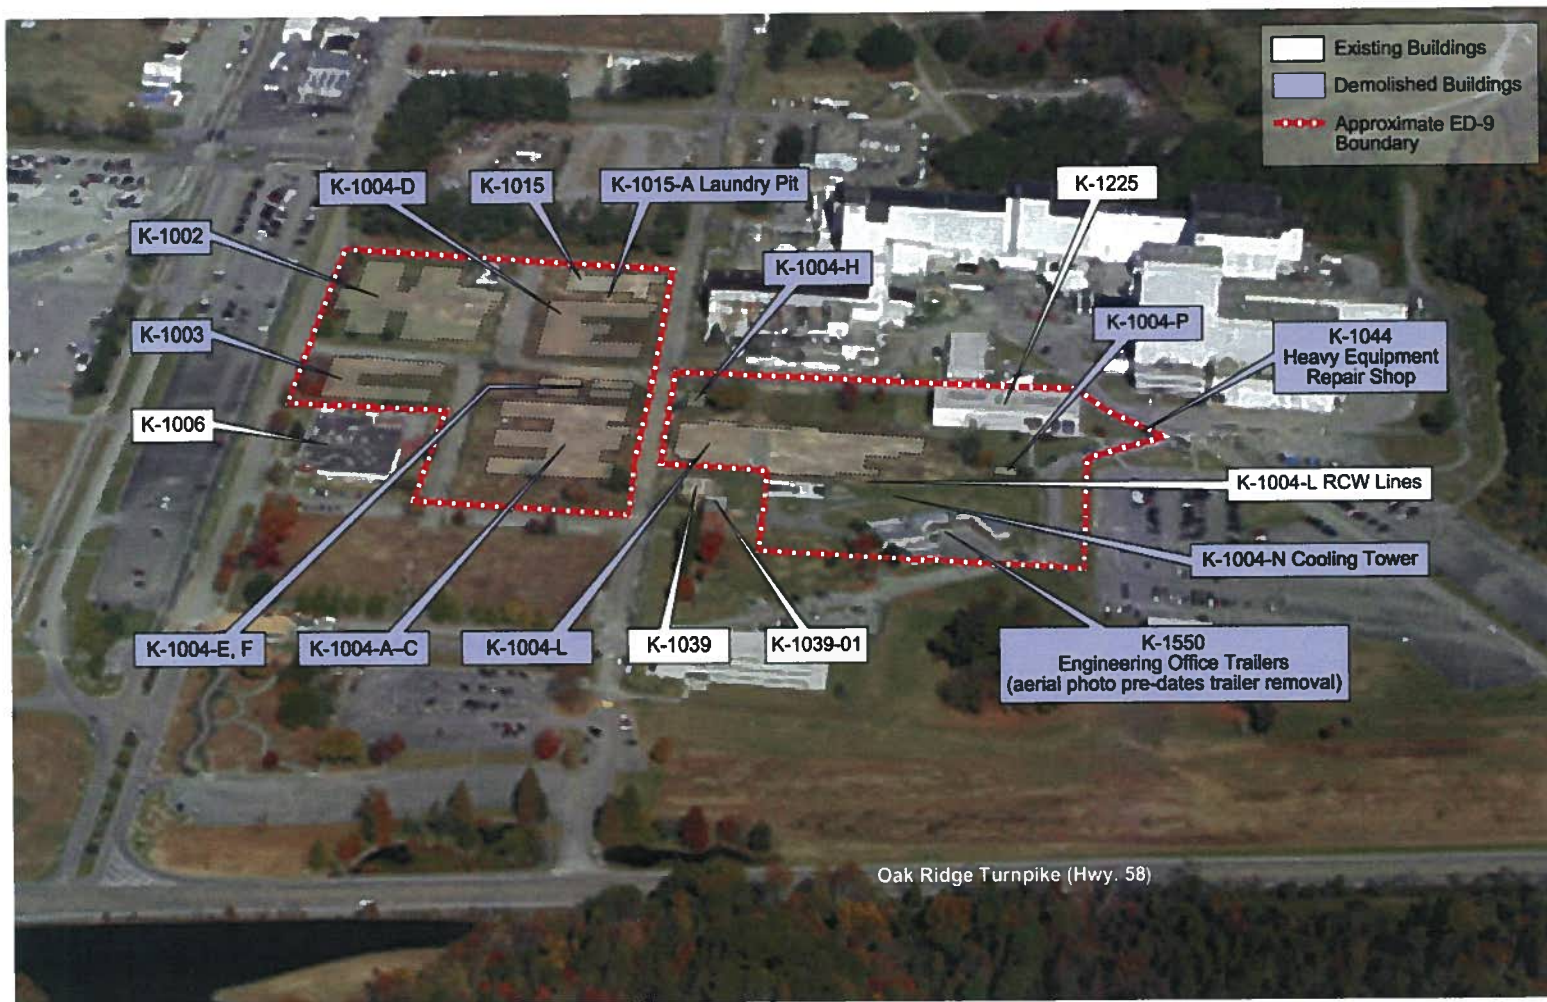 Existing Buildings
Demolished Buildings
Approximate ED-9
Boundary
K-1004-D
K-1015
K-1015-A Laundry Pit
K-1225
K-1002
K-1004-H
K-1003
K-1004-P
K-1044
Heavy Equipment
Repair Shop
K-1006
K-1004-L RCW Lines
K-1004-N Cooling Tower
K-1004-E, F
K-1004-A–C
K-1004-L
K-1039
K-1039-01
K-1550
Engineering Office Trailers
(aerial photo pre-dates trailer removal)
Oak Ridge Turnpike (Hwy. 58)